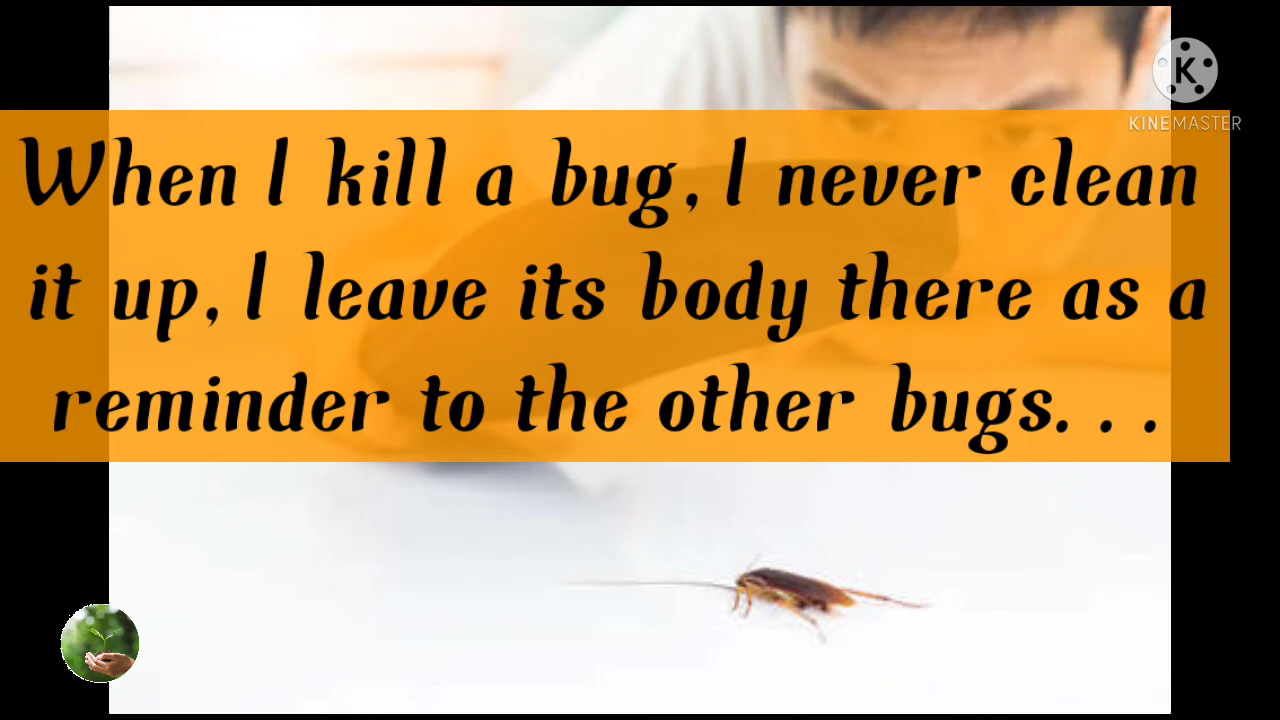 K
KINEMASTER
When I kill a bug, I never clean
it up, I leave its body there as a
reminder to the other bugs. . .